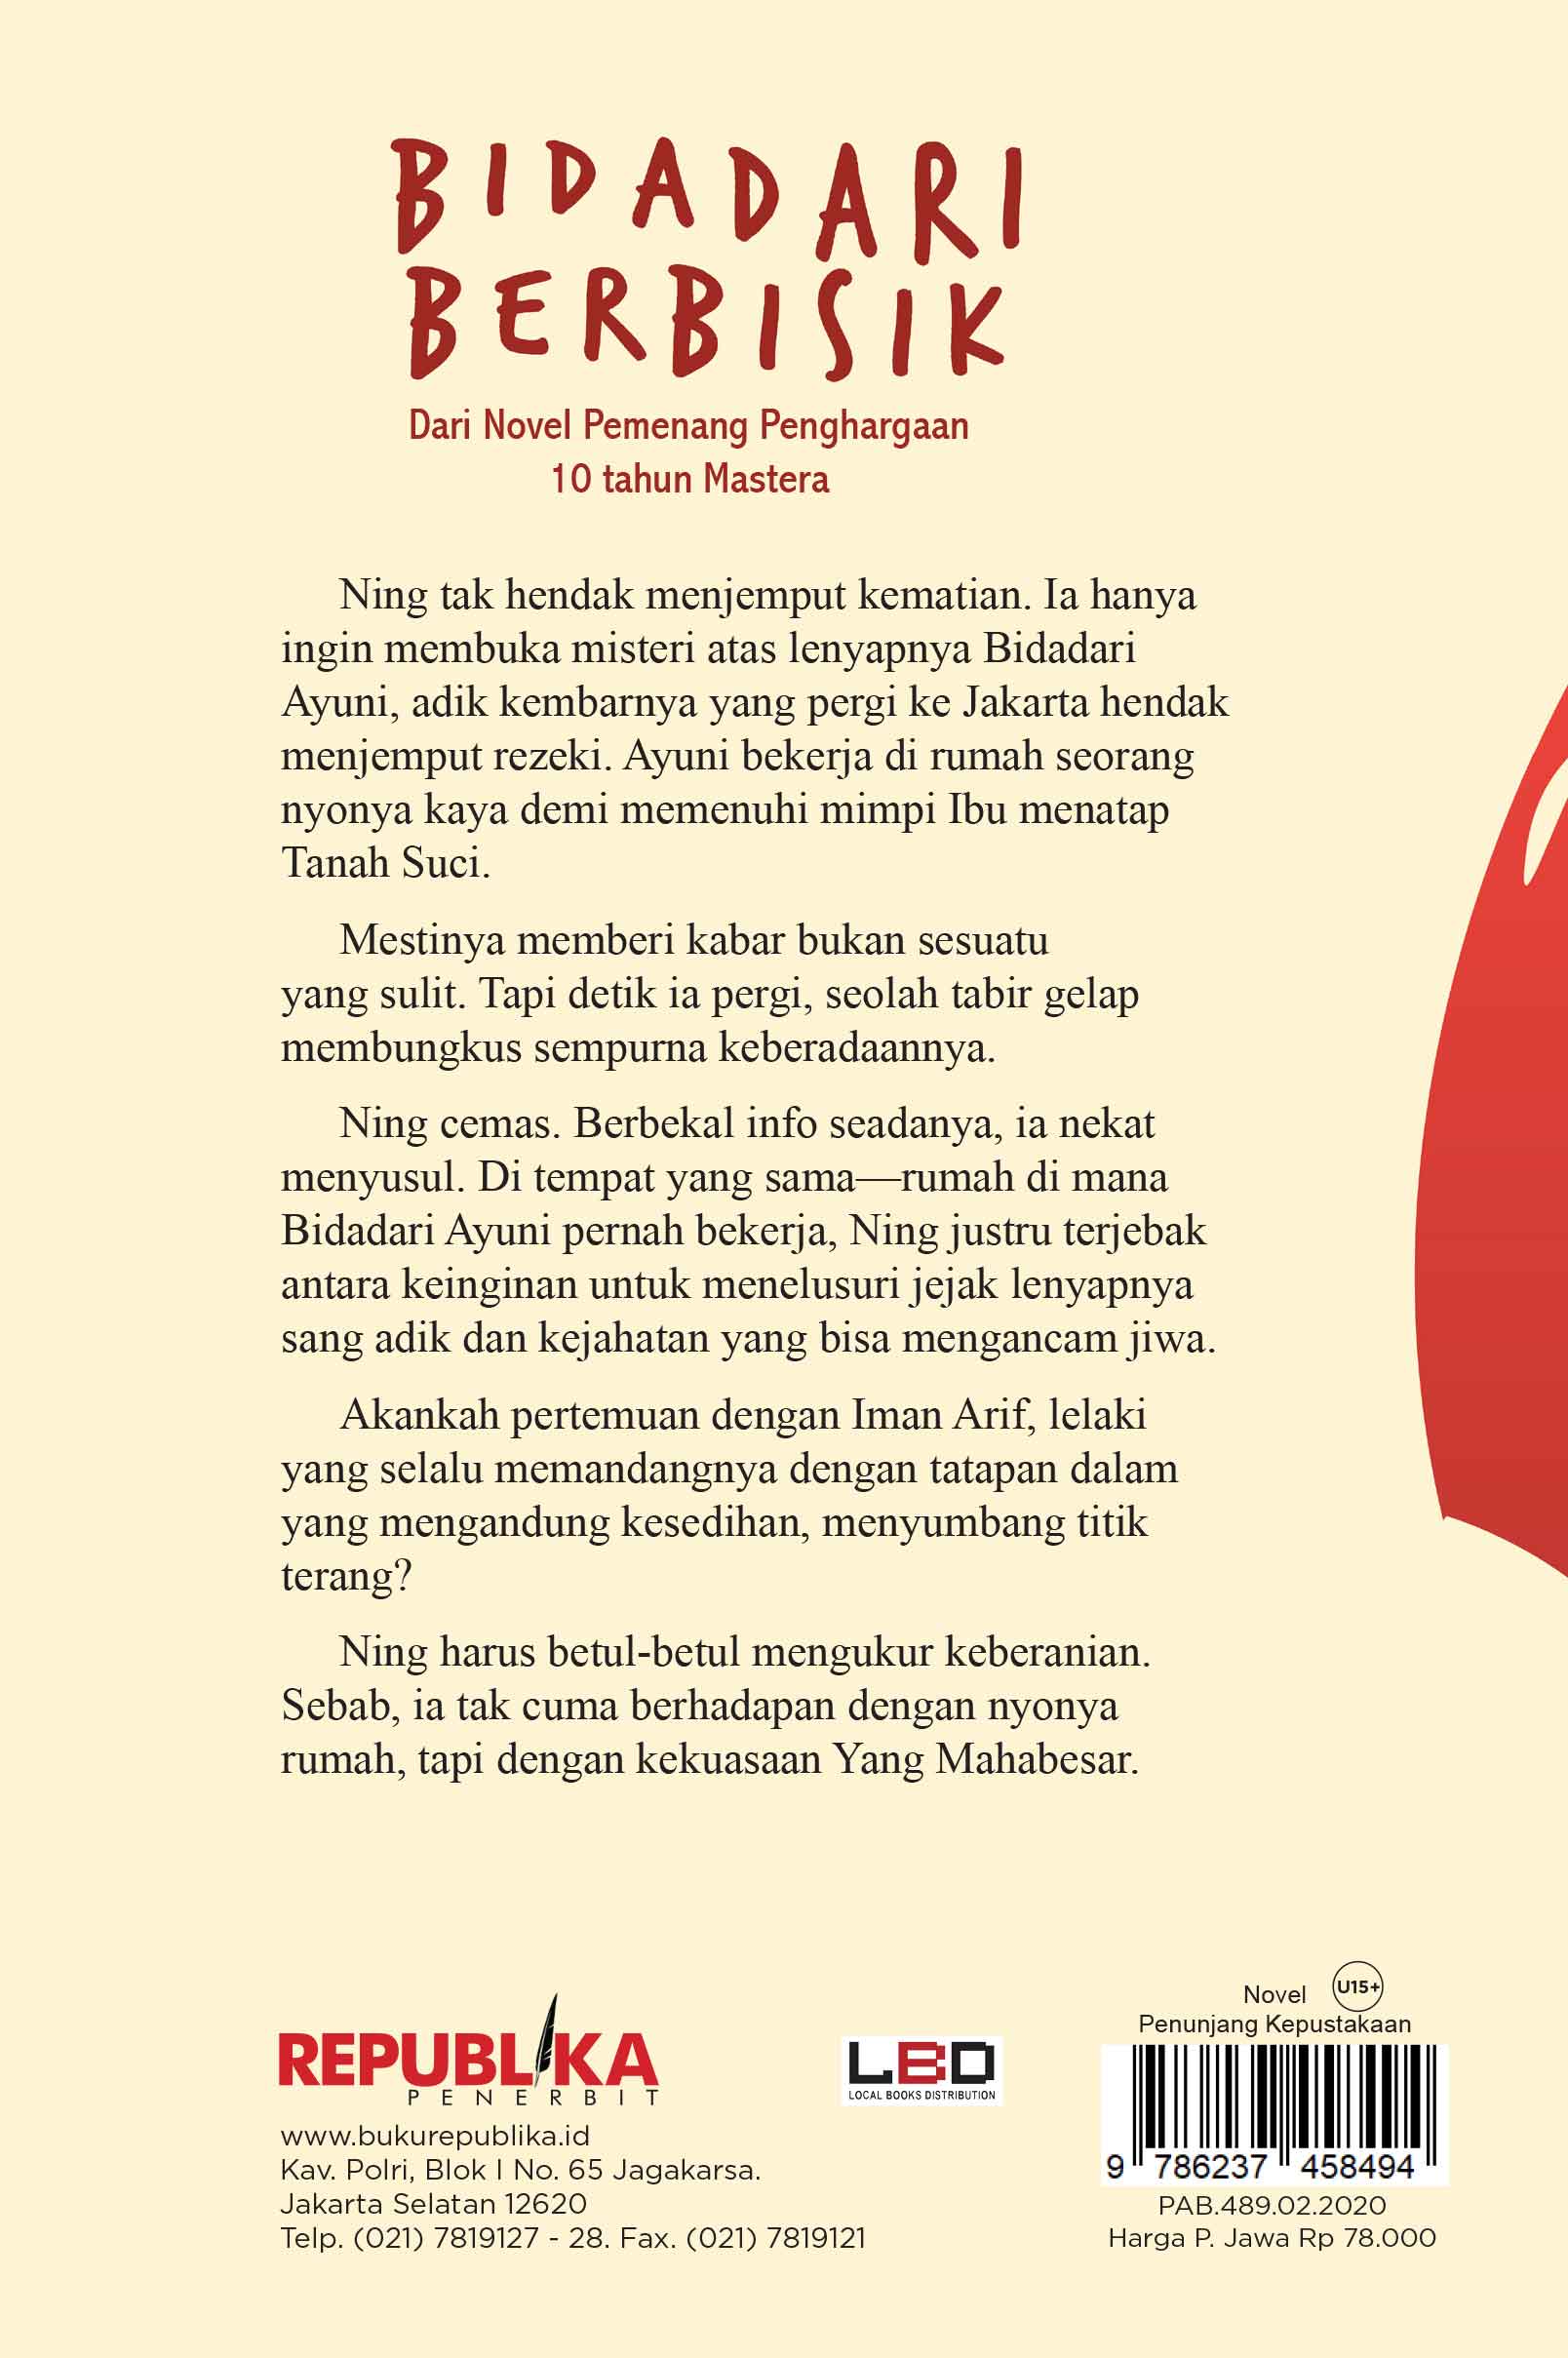 BIDADARI
BERBISIK
Dari Novel Pemenang Penghargaan
10 tahun Mastera
Ning tak hendak menjemput kematian. Ia hanya
ingin membuka misteri atas lenyapnya Bidadari
Ayuni, adik kembarnya yang pergi ke Jakarta hendak
menjemput rezeki. Ayuni bekerja di rumah seorang
nyonya kaya demi memenuhi mimpi Ibu menatap
Tanah Suci.
Mestinya memberi kabar bukan sesuatu
yang sulit. Tapi detik ia pergi, seolah tabir gelap
membungkus sempurna keberadaannya.
Ning cemas. Berbekal info seadanya, ia nekat
menyusul. Di tempat yang sama—rumah di mana
Bidadari Ayuni pernah bekerja, Ning justru terjebak
antara keinginan untuk menelusuri jejak lenyapnya
sang adik dan kejahatan yang bisa mengancam jiwa.
Akankah pertemuan dengan Iman Arif, lelaki
yang selalu memandangnya dengan tatapan dalam
yang mengandung kesedihan, menyumbang titik
terang?
Ning harus betul-betul mengukur keberanian.
Sebab, ia tak cuma berhadapan dengan nyonya
rumah, tapi dengan kekuasaan Yang Mahabesar.
REPUBLIKA
PENERBIT
www.bukurepublika.id
Kav. Polri, Blok I No. 65 Jagakarsa.
Jakarta Selatan 12620
Telp. (021) 7819127 - 28. Fax. (021) 7819121
LBD
LOCAL BOOKS DISTRIBUTION
Novel U15+
Penunjang Kepustakaan
9 786237 458494
PAB.489.02.2020
Harga P. Jawa Rp 78.000